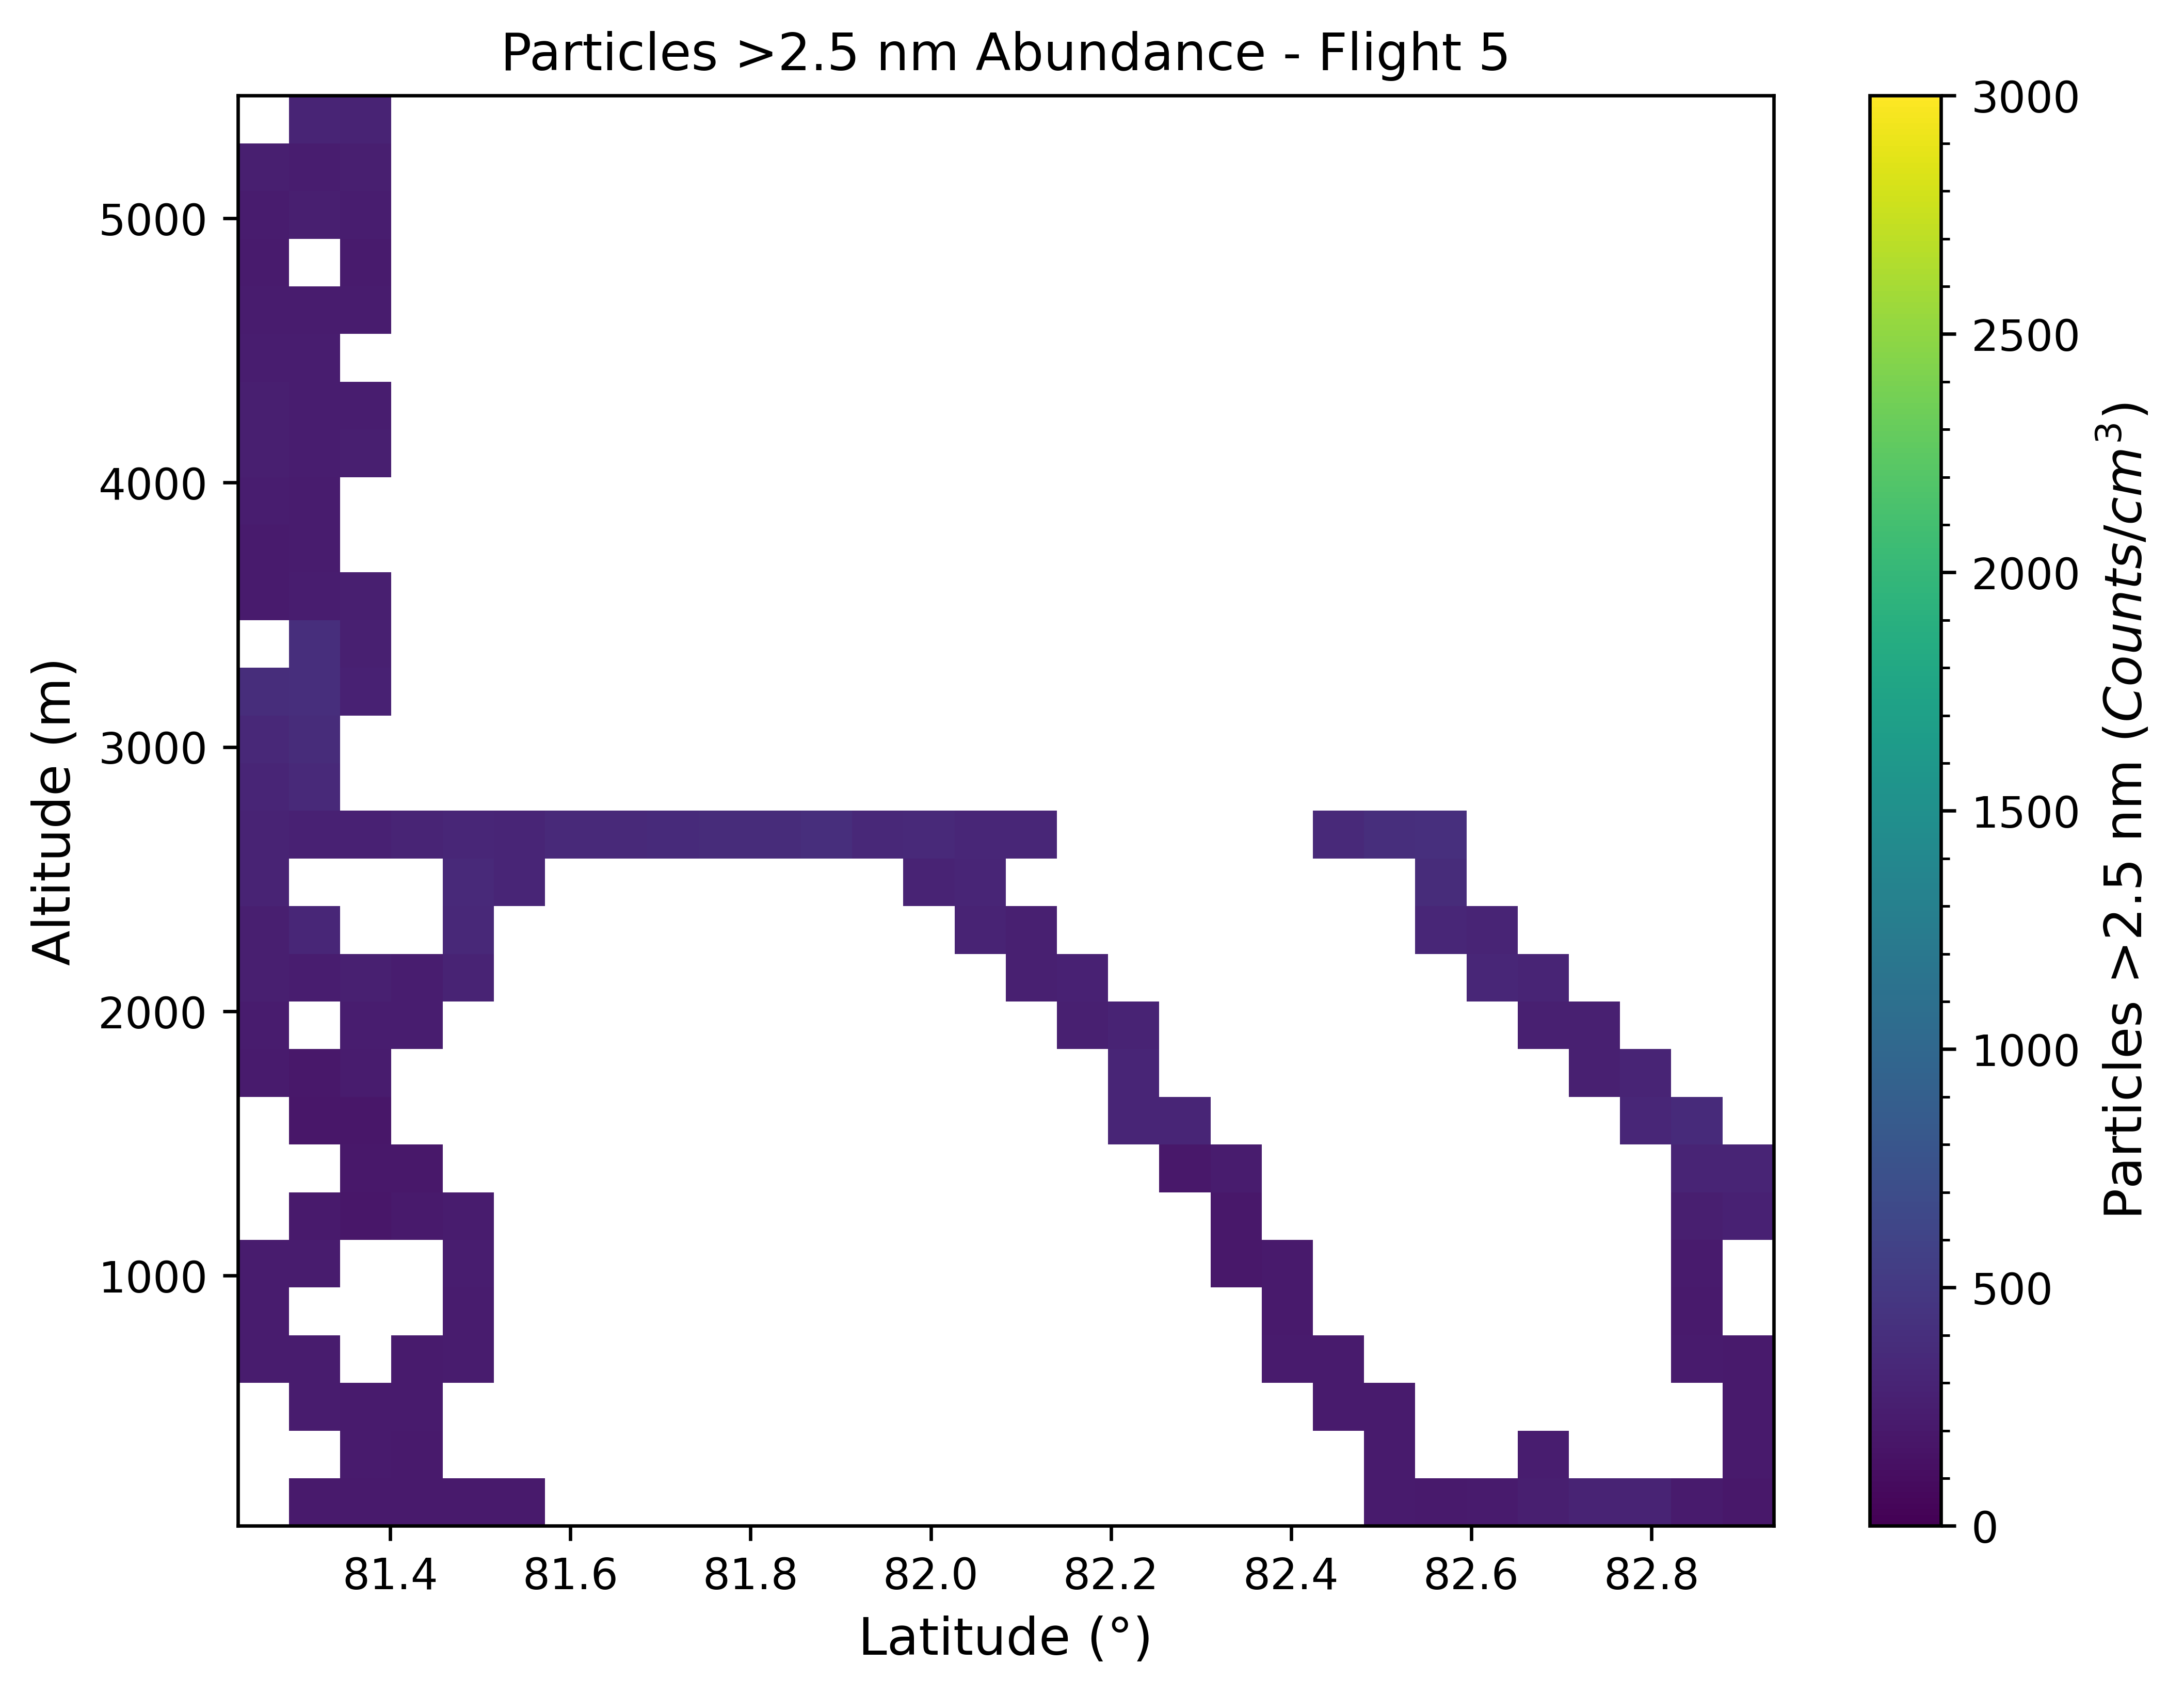 Particles >2.5 nm Abundance - Flight 5
5000
4000
3000
2000
1000
Altitude (m)
81.4 81.6 81.8 82.0 82.2 82.4 82.6 82.8
Latitude (°)
3000
2500
2000
1500
1000
500
0
Particles >2.5 nm (Counts/cm³)